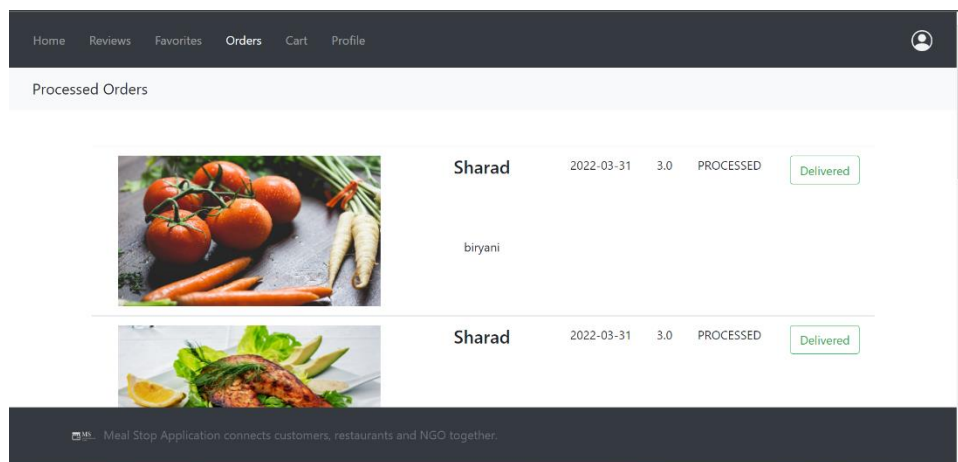 Home Reviews Favorites Orders Cart Profile
Processed Orders
Sharad 2022-03-31 3.0 PROCESSED Delivered
biryani
Sharad 2022-03-31 3.0 PROCESSED Delivered
Meal Stop Application connects customers, restaurants and NGO together.